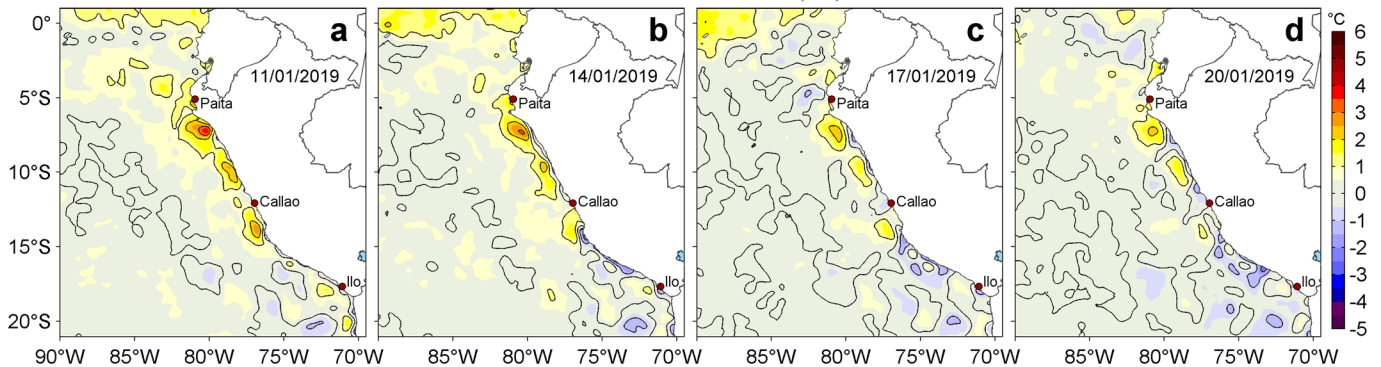 a
b
c
d
°C
11/01/2019
14/01/2019
17/01/2019
20/01/2019
Paita
Callao
Ilo
Paita
Callao
Ilo
Paita
Callao
Ilo
Paita
Callao
Ilo
0°
5°S
10°S
15°S
20°S
90°W 85°W 80°W 75°W 70°W
85°W 80°W 75°W 70°W
85°W 80°W 75°W 70°W
85°W 80°W 75°W 70°W
6
5
4
3
2
1
0
-1
-2
-3
-4
-5